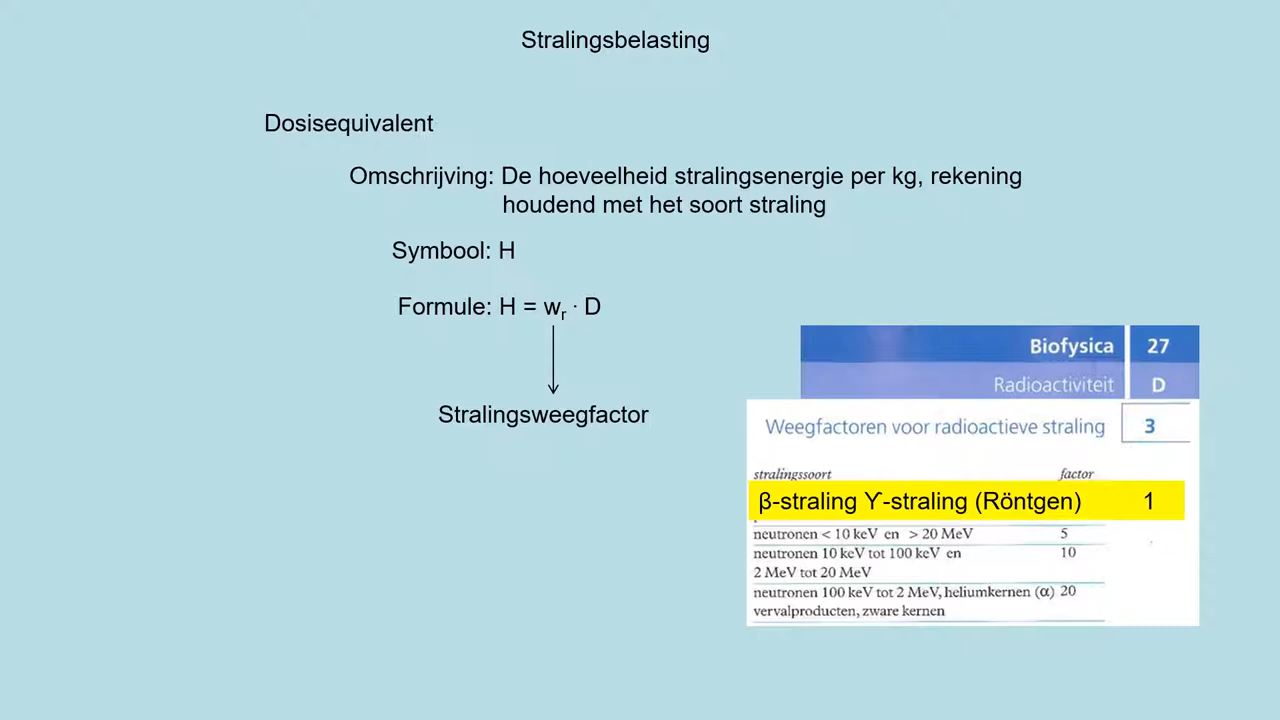 Stralingsbelasting
Dosisequivalent
Omschrijving: De hoeveelheid stralingsenergie per kg, rekening
houdend met het soort straling
Symbool: H
Formule: H = wr · D
Stralingsweegfactor
Biofysica 27
Radioactiviteit D
Weegfactoren voor radioactieve straling 3
stralingssoort factor
β-straling ϒ-straling (Röntgen) 1
neutronen < 10 keV en > 20 MeV 5
neutronen 10 keV tot 100 keV en 10
2 MeV tot 20 MeV
neutronen 100 keV tot 2 MeV, heliumkernen (α) 20
vervalproducten, zware kernen